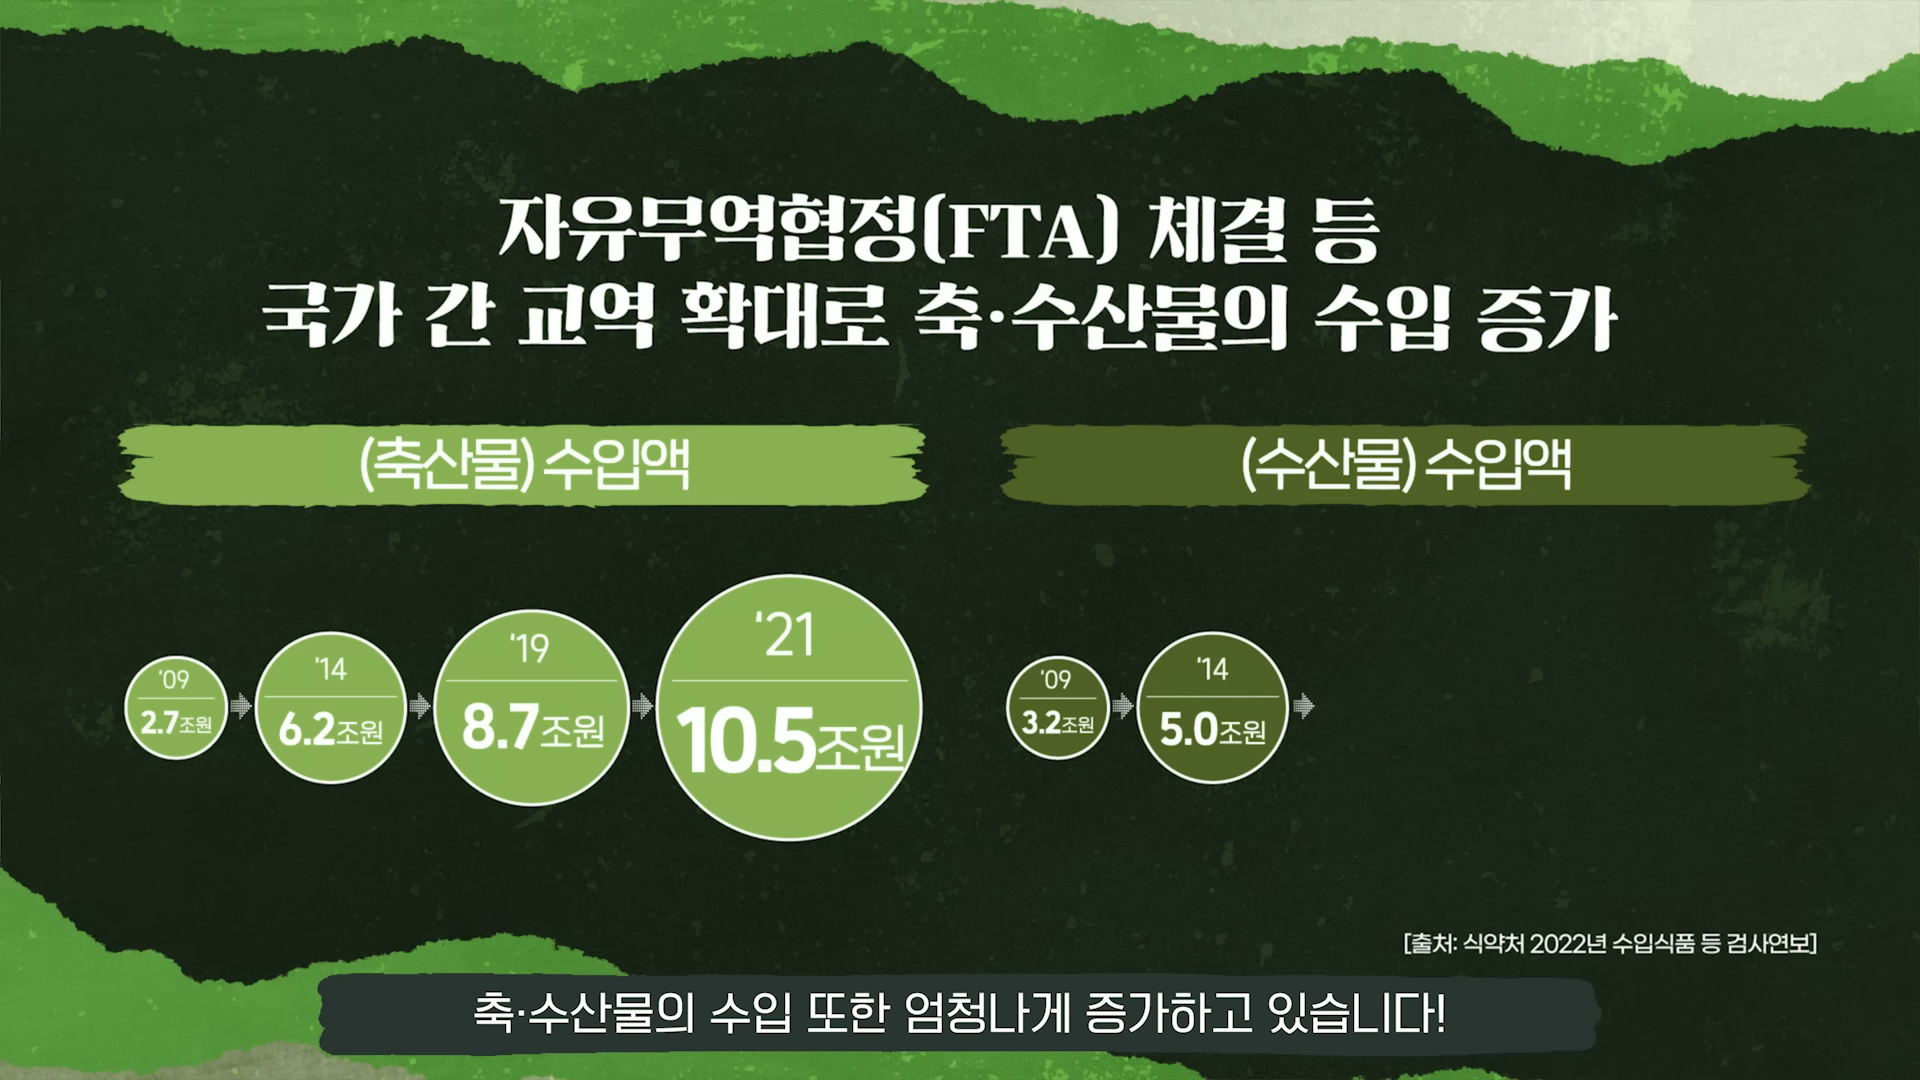 자유무역협정(FTA) 체결 등
국가 간 교역 확대로 축·수산물의 수입 증가
(축산물) 수입액
'09
2.7조원
'14
6.2조원
'19
8.7조원
'21
10.5조원
(수산물) 수입액
'09
3.2조원
'14
5.0조원
[출처: 식약처 2022년 수입식품 등 검사연보]
축·수산물의 수입 또한 엄청나게 증가하고 있습니다!